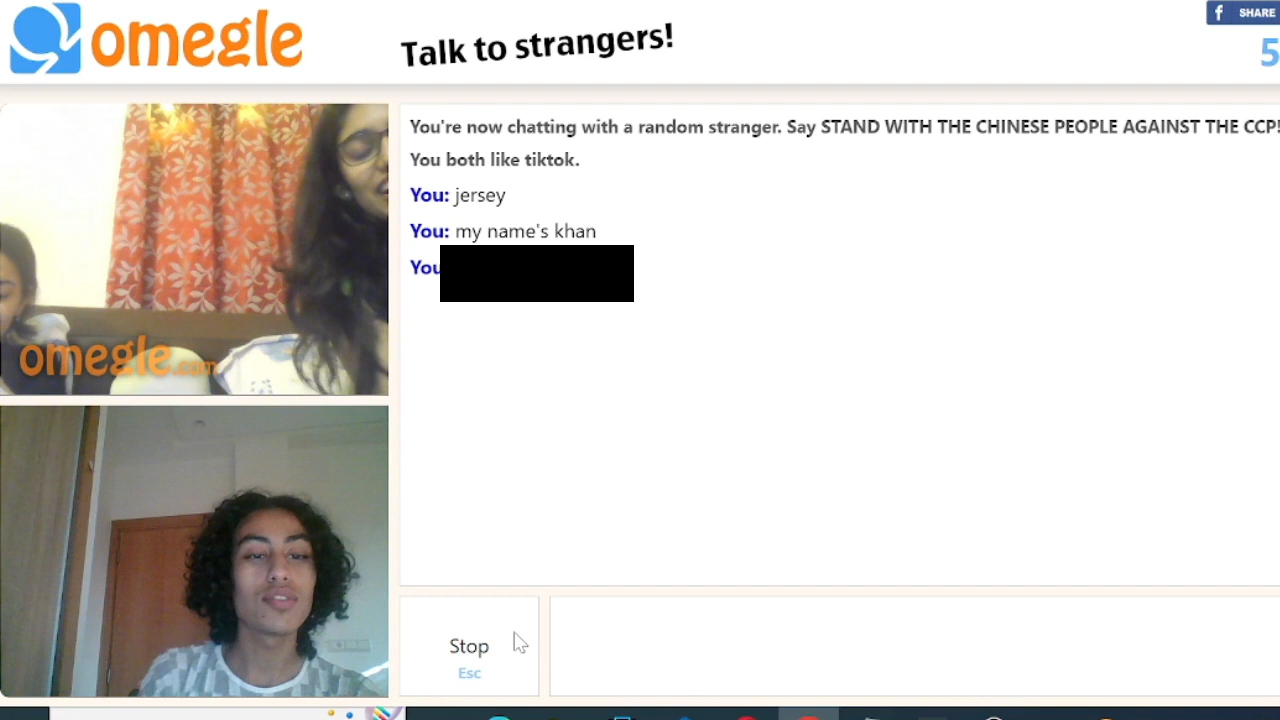 omegle
Talk to strangers!
SHARE
5
You're now chatting with a random stranger. Say STAND WITH THE CHINESE PEOPLE AGAINST THE CCP!
You both like tiktok.
You: jersey
You: my name's khan
You
omegle.com
Stop
Esc